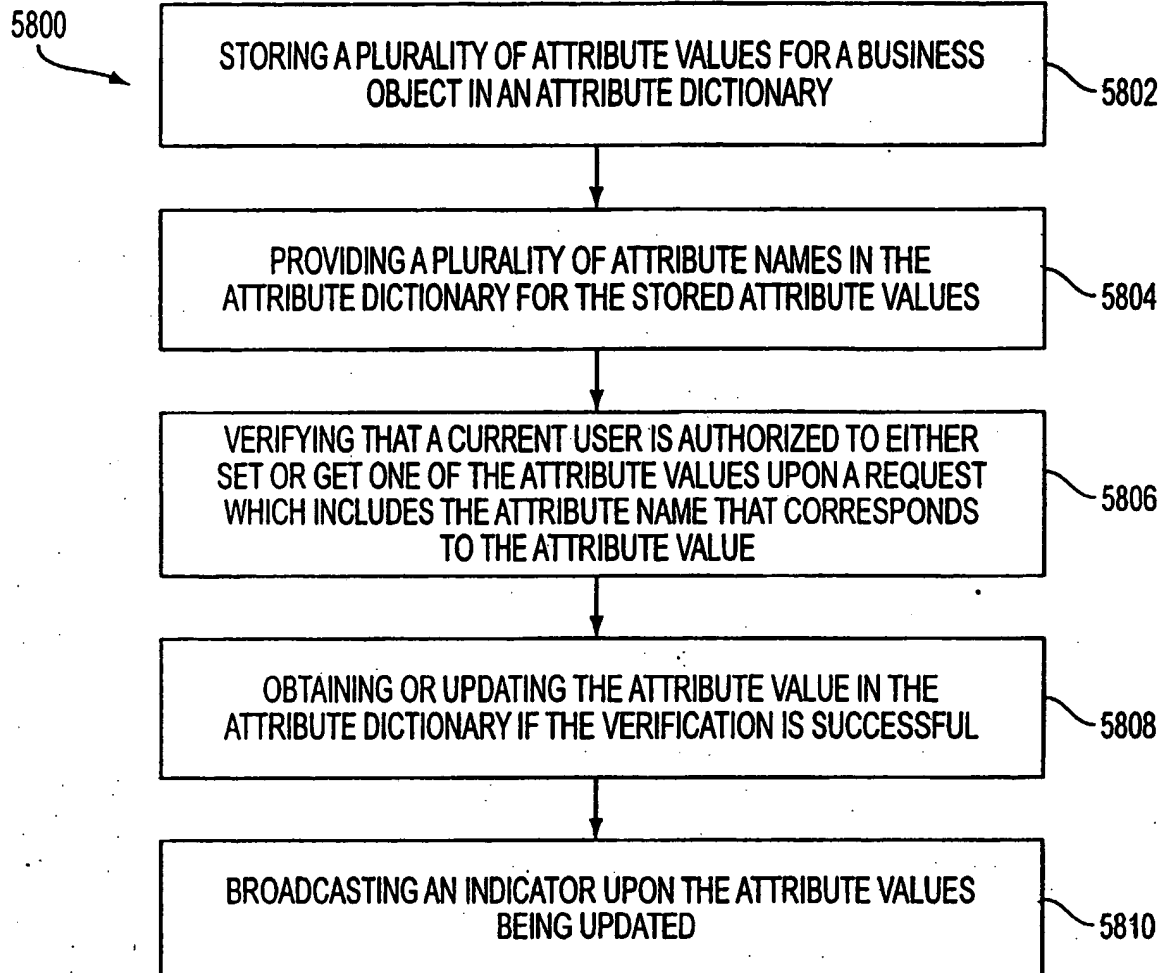 5800
STORING A PLURALITY OF ATTRIBUTE VALUES FOR A BUSINESS
OBJECT IN AN ATTRIBUTE DICTIONARY
5802
PROVIDING A PLURALITY OF ATTRIBUTE NAMES IN THE
ATTRIBUTE DICTIONARY FOR THE STORED ATTRIBUTE VALUES
5804
VERIFYING THAT A CURRENT USER IS AUTHORIZED TO EITHER
SET OR GET ONE OF THE ATTRIBUTE VALUES UPON A REQUEST
WHICH INCLUDES THE ATTRIBUTE NAME THAT CORRESPONDS
TO THE ATTRIBUTE VALUE
5806
OBTAINING OR UPDATING THE ATTRIBUTE VALUE IN THE
ATTRIBUTE DICTIONARY IF THE VERIFICATION IS SUCCESSFUL
5808
BROADCASTING AN INDICATOR UPON THE ATTRIBUTE VALUES
BEING UPDATED
5810